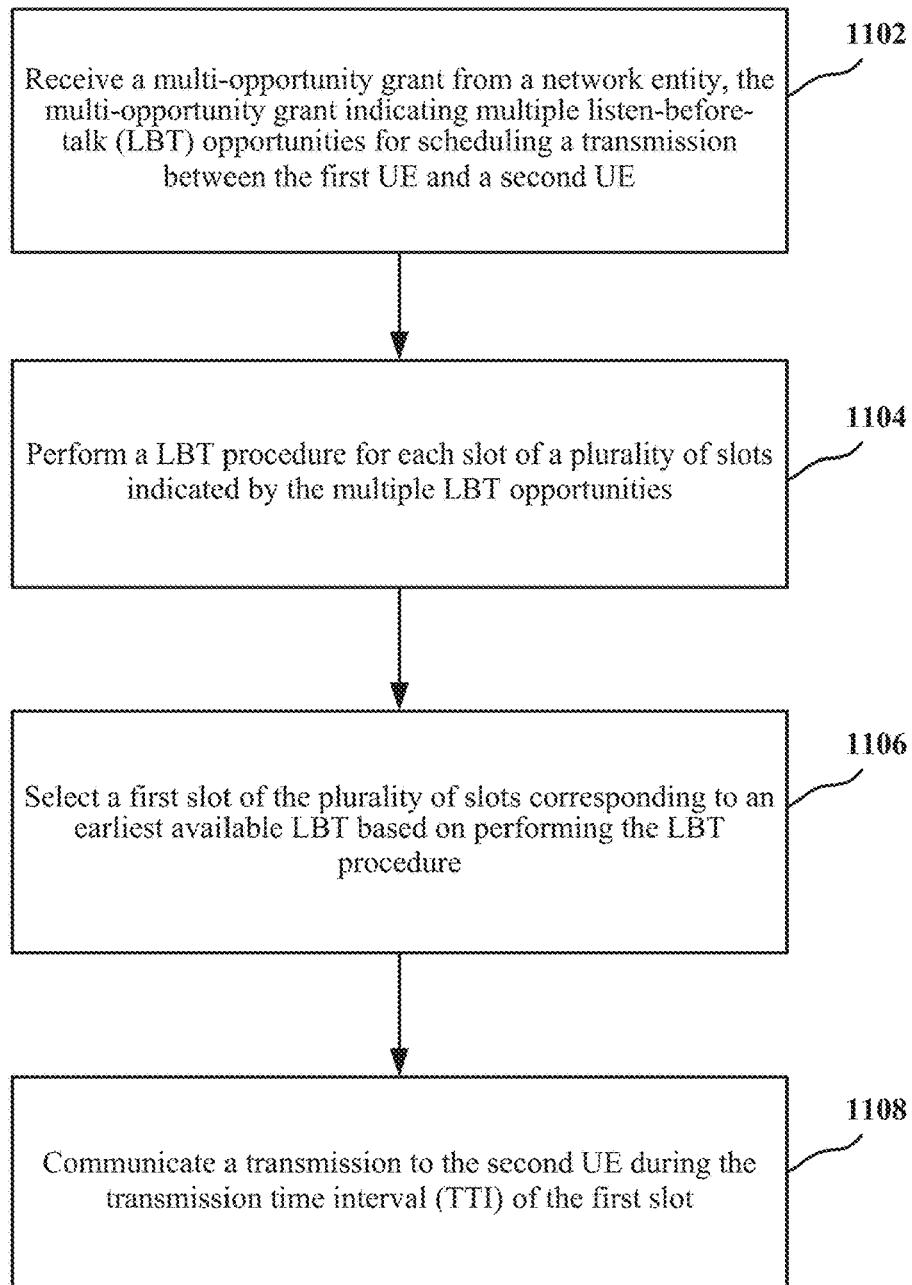 1102
Receive a multi-opportunity grant from a network entity, the
multi-opportunity grant indicating multiple listen-before-
talk (LBT) opportunities for scheduling a transmission
between the first UE and a second UE
1104
Perform a LBT procedure for each slot of a plurality of slots
indicated by the multiple LBT opportunities
1106
Select a first slot of the plurality of slots corresponding to an
earliest available LBT based on performing the LBT
procedure
1108
Communicate a transmission to the second UE during the
transmission time interval (TTI) of the first slot